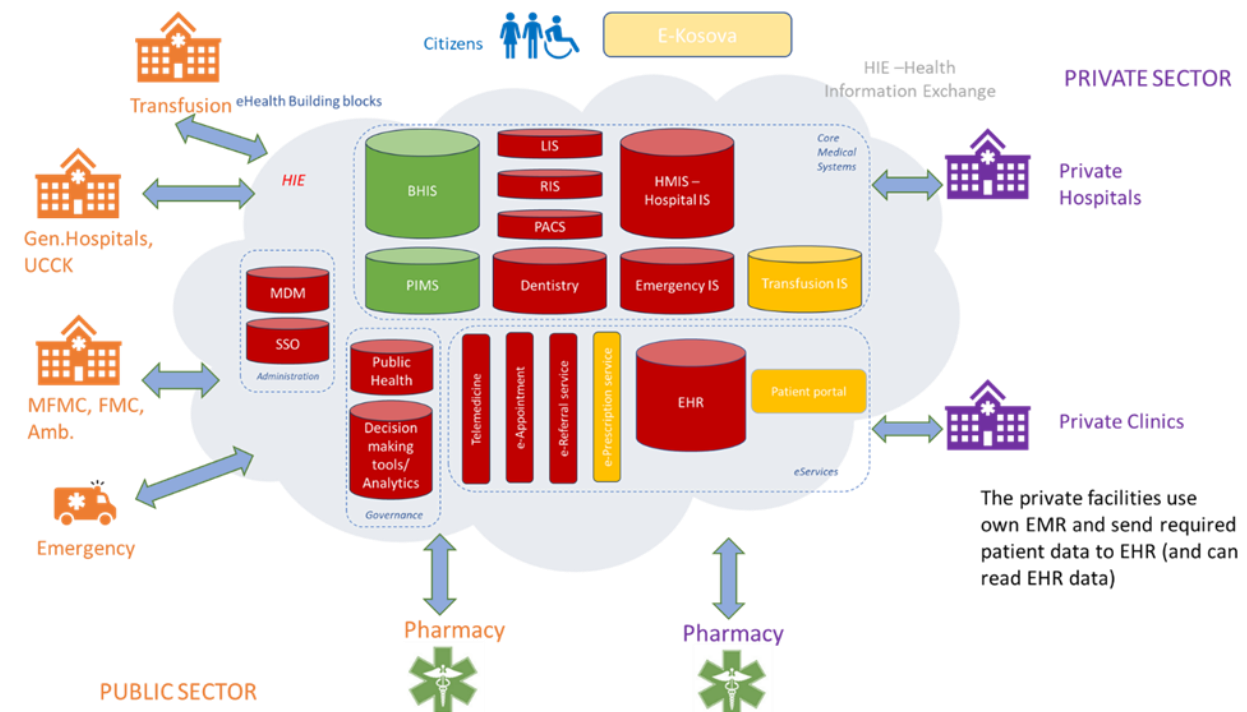 Citizens
E-Kosova
HIE –Health
Information Exchange
PRIVATE SECTOR
Transfusion
eHealth Building blocks
HIE
BHIS
LIS
RIS
PACS
HMIS –
Hospital IS
Core
Medical
Systems
Private
Hospitals
Gen.Hospitals,
UCCK
PIMS
Dentistry
Emergency IS
Transfusion IS
MDM
SSO
Administration
Public
Health
Decision
making
tools/
Analytics
Governance
Telemedicine
e-Appointment
e-Referral service
e-Prescription service
EHR
Patient portal
eServices
MFMC, FMC,
Amb.
Private Clinics
Emergency
The private facilities use
own EMR and send required
patient data to EHR (and can
read EHR data)
Pharmacy
Pharmacy
PUBLIC SECTOR